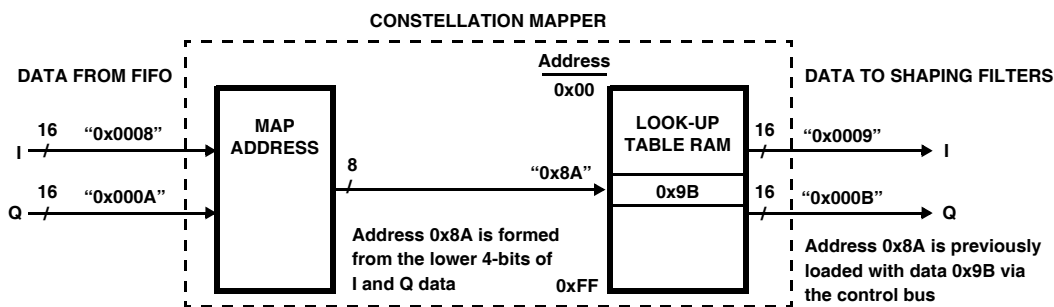 CONSTELLATION MAPPER
DATA FROM FIFO
Address
0x00
DATA TO SHAPING FILTERS
MAP
ADDRESS
LOOK-UP
TABLE RAM
I
16
“0x0008”
16
“0x0009”
I
8
“0x8A”
0x9B
Q
16
“0x000A”
16
“0x000B”
Q
Address 0x8A is formed
from the lower 4-bits of
I and Q data
0xFF
Address 0x8A is previously
loaded with data 0x9B via
the control bus